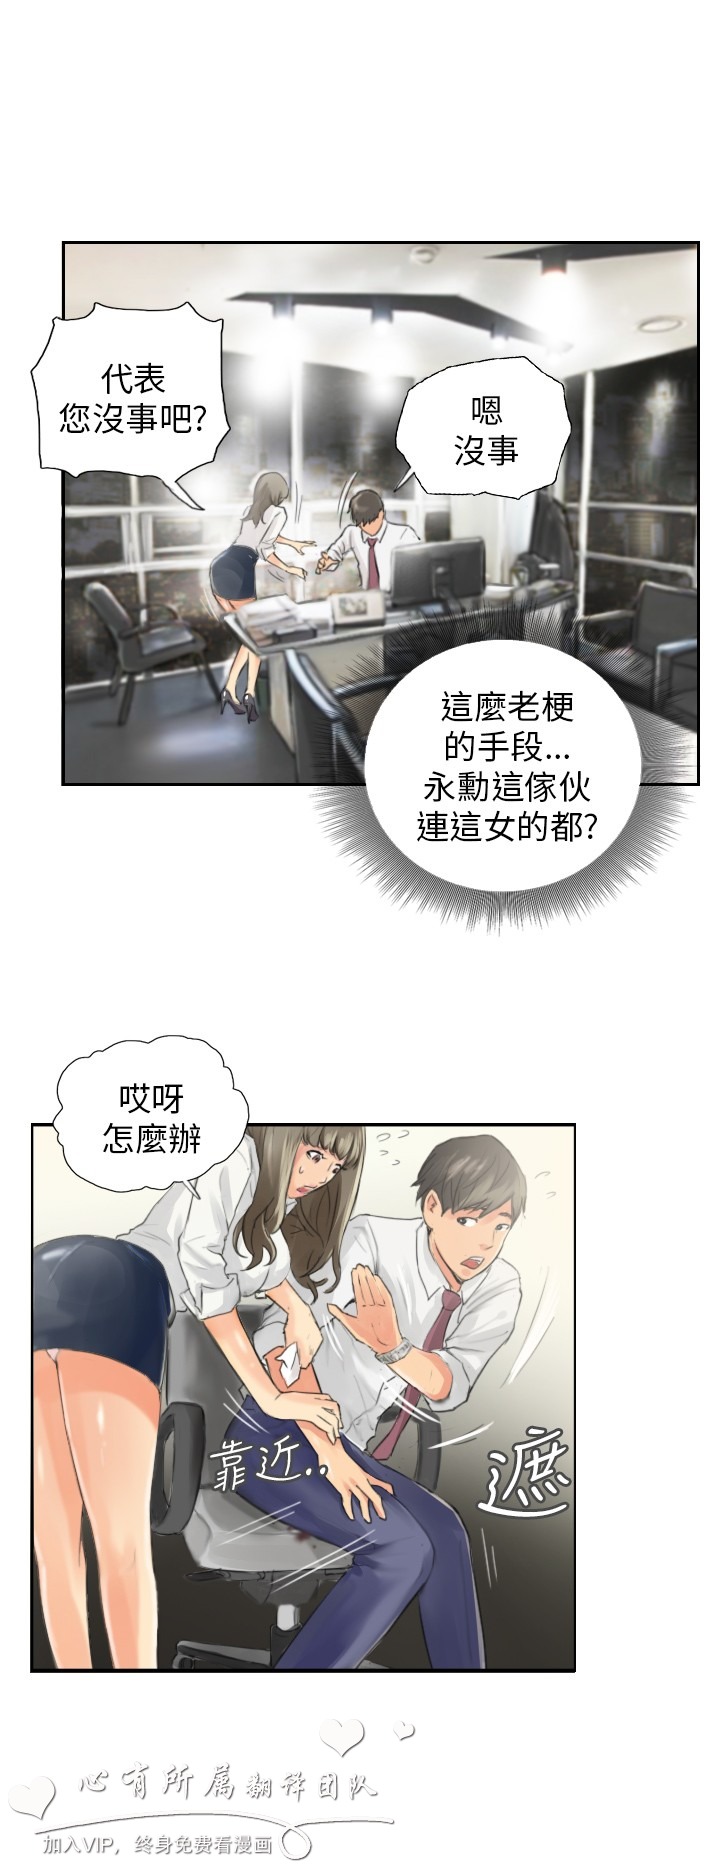 代表
您沒事吧?
嗯
沒事
這麼老梗
的手段...
永勳這傢伙
連這女的都?
哎呀
怎麼辦
靠近..
遮
心有所属翻译团队
加入VIP，终身免费看漫画